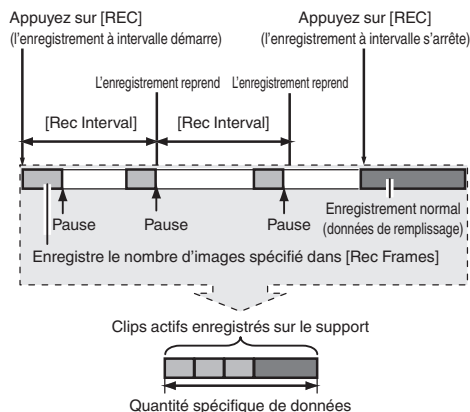 Appuyez sur [REC]
(l'enregistrement à intervalle démarre)
Appuyez sur [REC]
(l'enregistrement à intervalle s'arrête)
L'enregistrement reprend
L'enregistrement reprend
[Rec Interval]
[Rec Interval]
Pause
Pause
Pause
Enregistrement normal
(données de remplissage)
Enregistre le nombre d'images spécifié dans [Rec Frames]
Clips actifs enregistrés sur le support
Quantité spécifique de données